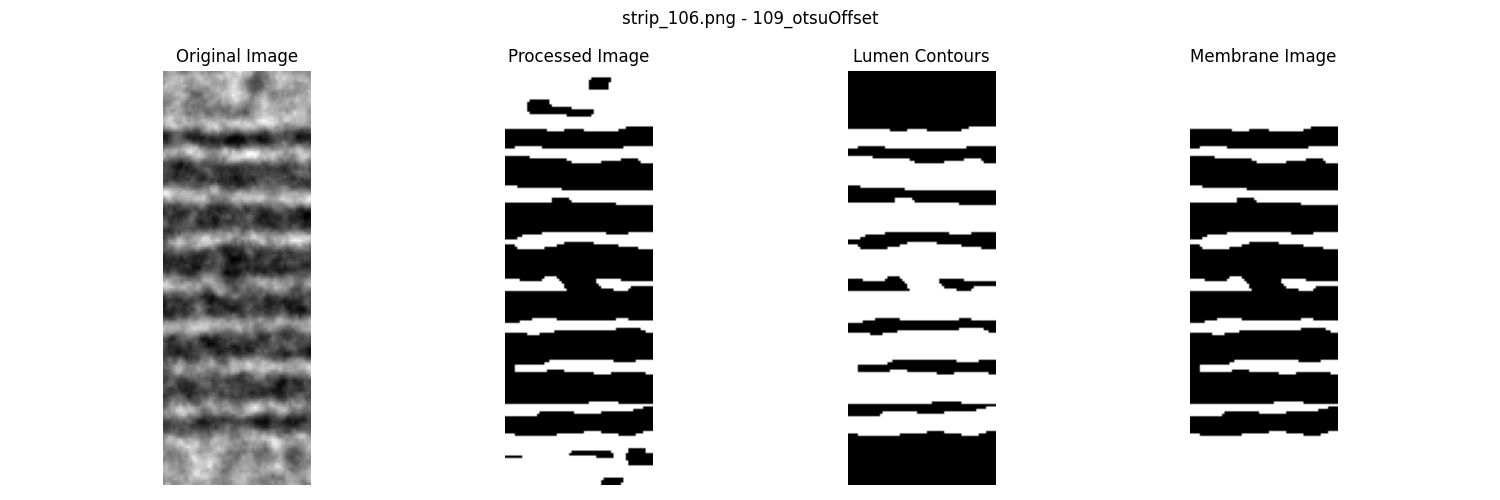 strip_106.png - 109_otsuOffset
Original Image
Processed Image
Lumen Contours
Membrane Image